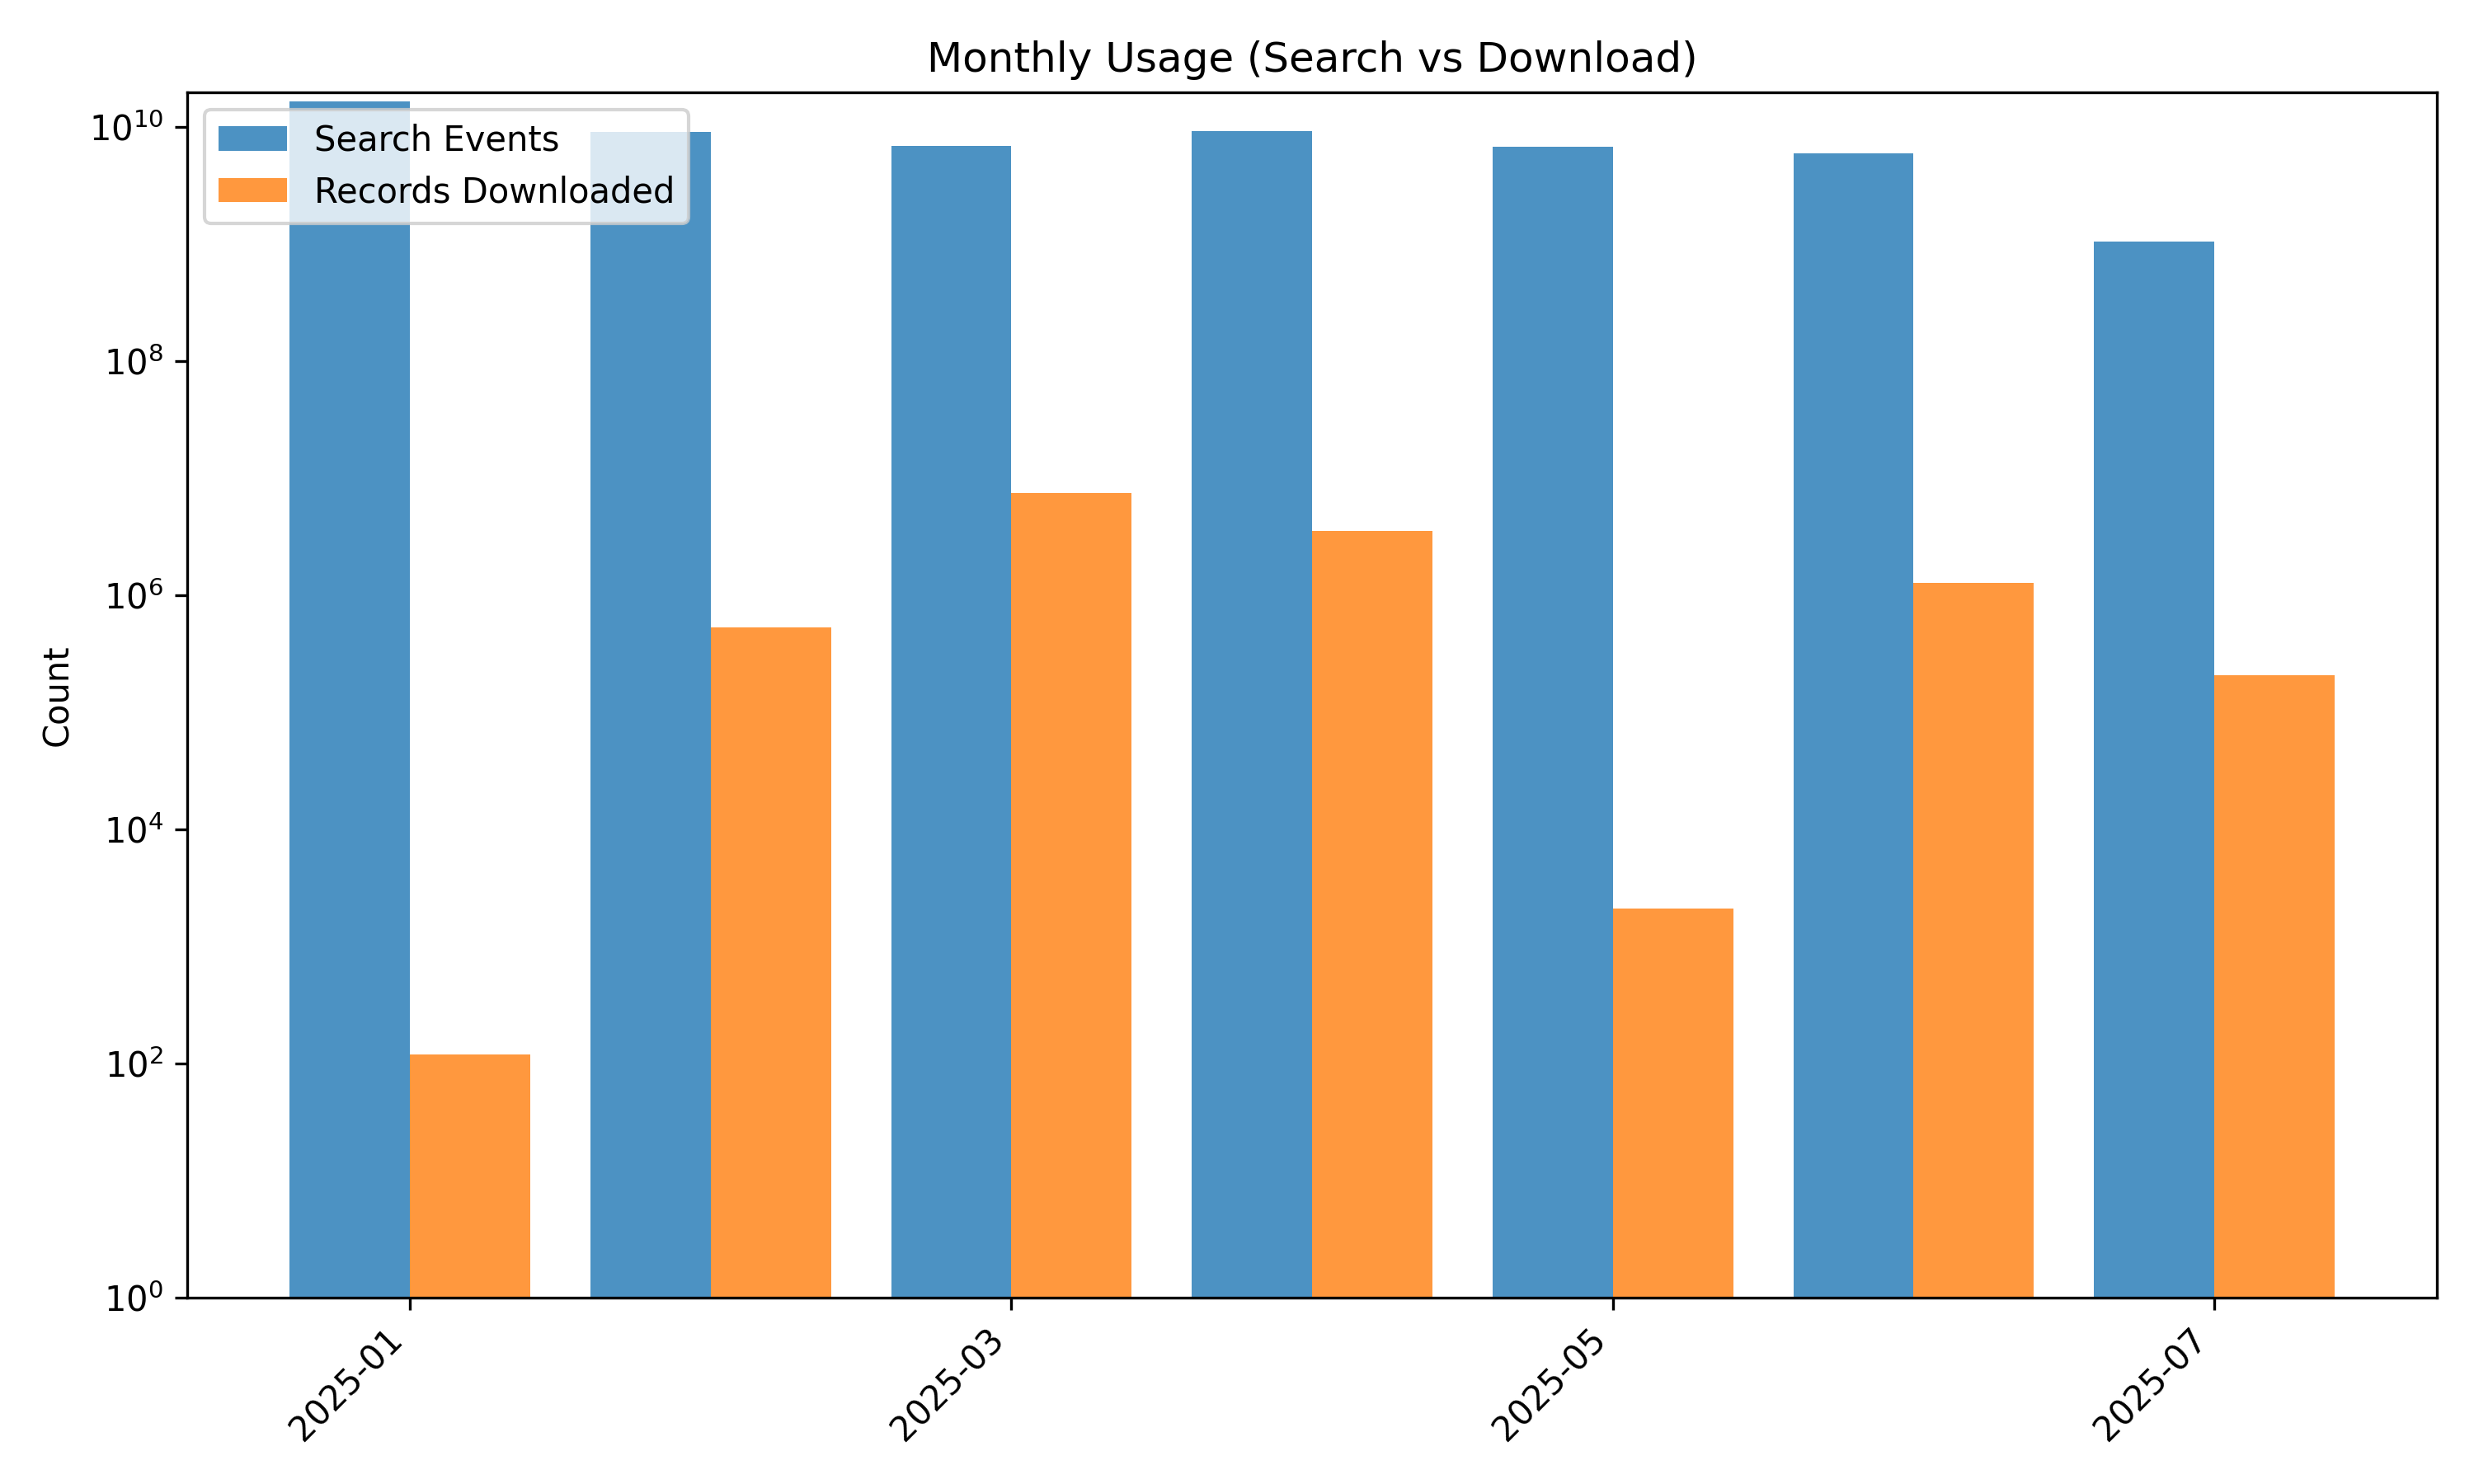 Monthly Usage (Search vs Download)
Search Events
Records Downloaded
Count
10¹⁰
10⁸
10⁶
10⁴
10²
10⁰
2025-01
2025-03
2025-05
2025-07